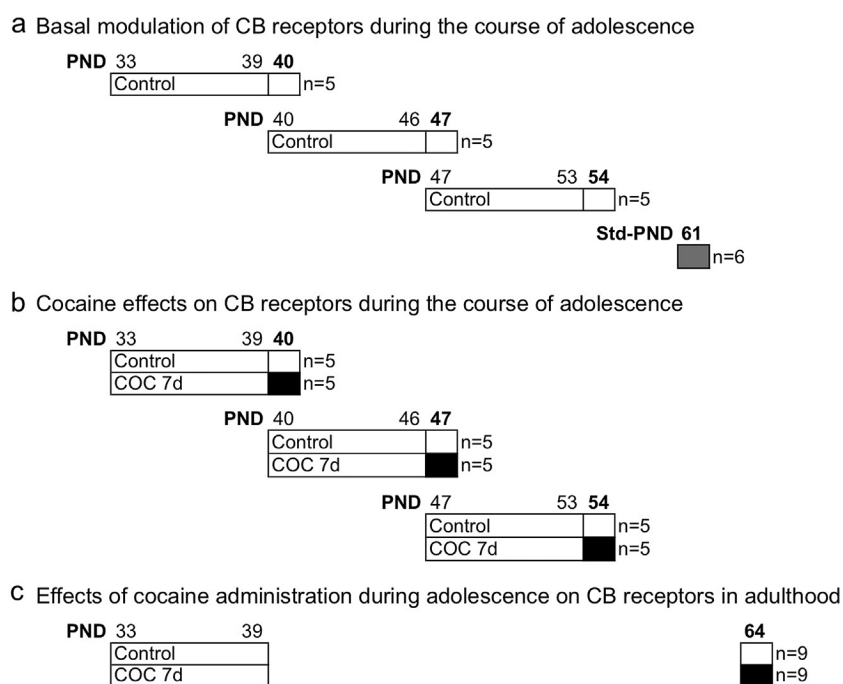 a Basal modulation of CB receptors during the course of adolescence
PND 33 39 40
Control n=5
PND 40 46 47
Control n=5
PND 47 53 54
Control n=5
Std-PND 61
n=6
b Cocaine effects on CB receptors during the course of adolescence
PND 33 39 40
Control n=5
COC 7d n=5
PND 40 46 47
Control n=5
COC 7d n=5
PND 47 53 54
Control n=5
COC 7d n=5
c Effects of cocaine administration during adolescence on CB receptors in adulthood
PND 33 39 64
Control n=9
COC 7d n=9